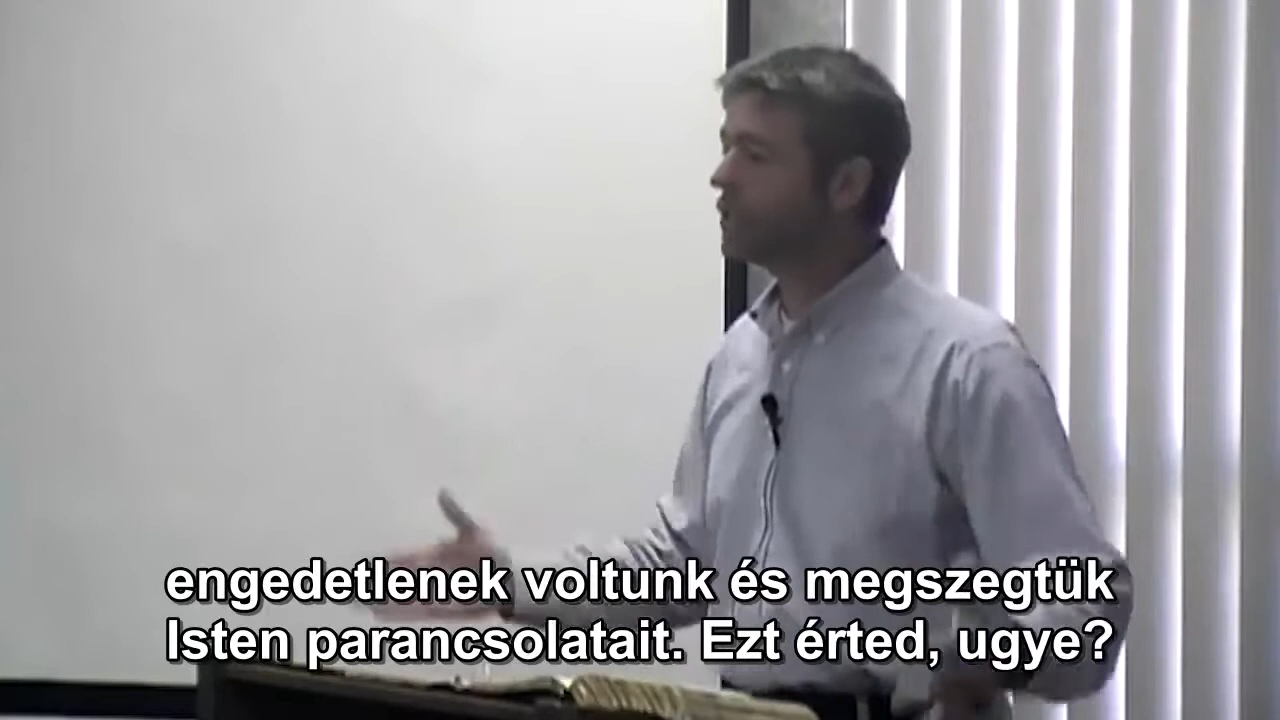 engedetlenek voltunk és megszegtük
Isten parancsolatait. Ezt érted, ugye?